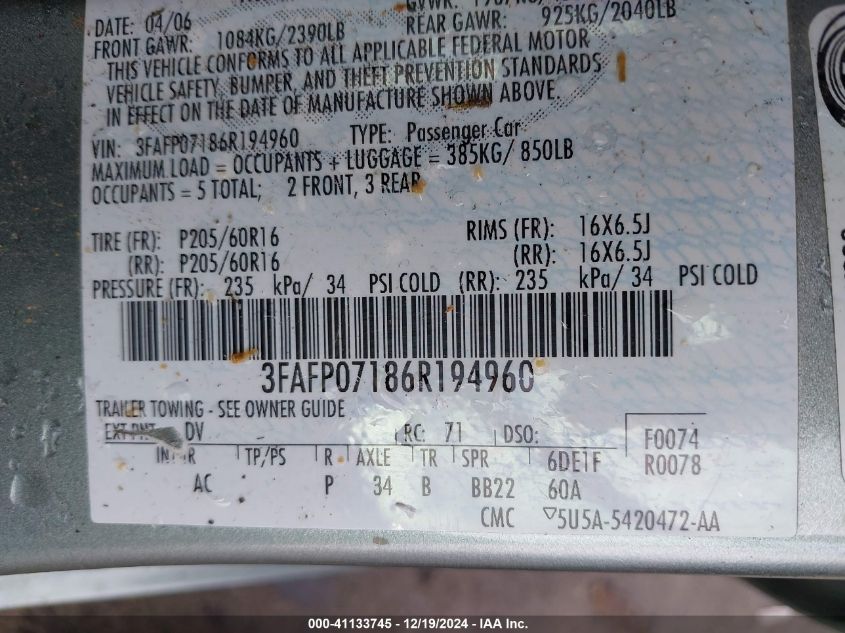 DATE: 04/06
FRONT GAWR: 1084KG/2390LB REAR GAWR: 925KG/2040LB
THIS VEHICLE CONFORMS TO ALL APPLICABLE FEDERAL MOTOR
VEHICLE SAFETY, BUMPER, AND THEFT PREVENTION STANDARDS
IN EFFECT ON THE DATE OF MANUFACTURE SHOWN ABOVE.
VIN: 3FAFP07186R194960 TYPE: Passenger Car
MAXIMUM LOAD = OCCUPANTS + LUGGAGE = 385KG/ 850LB
OCCUPANTS = 5 TOTAL; 2 FRONT, 3 REAR
TIRE (FR): P205/60R16 RIMS (FR): 16X6.5J
(RR): P205/60R16 (RR): 16X6.5J
PRESSURE (FR): 235 kPa/ 34 PSI COLD (RR): 235 kPa/ 34 PSI COLD
3FAFP07186R194960
TRAILER TOWING - SEE OWNER GUIDE
EXT PNT DV RC: 71 DSO: F0074
TP/PS R AXLE TR SPR 6DE1F R0078
AC P 34 B BB22 60A
CMC ▽5U5A-5420472-AA
000-41133745 - 12/19/2024 - IAA Inc.